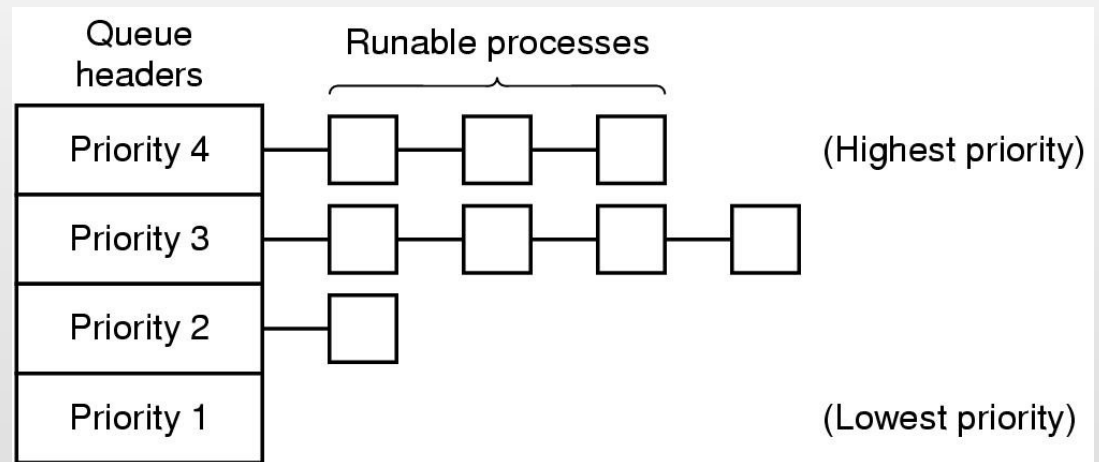 Queue
headers
Runable processes
Priority 4
(Highest priority)
Priority 3
Priority 2
Priority 1
(Lowest priority)